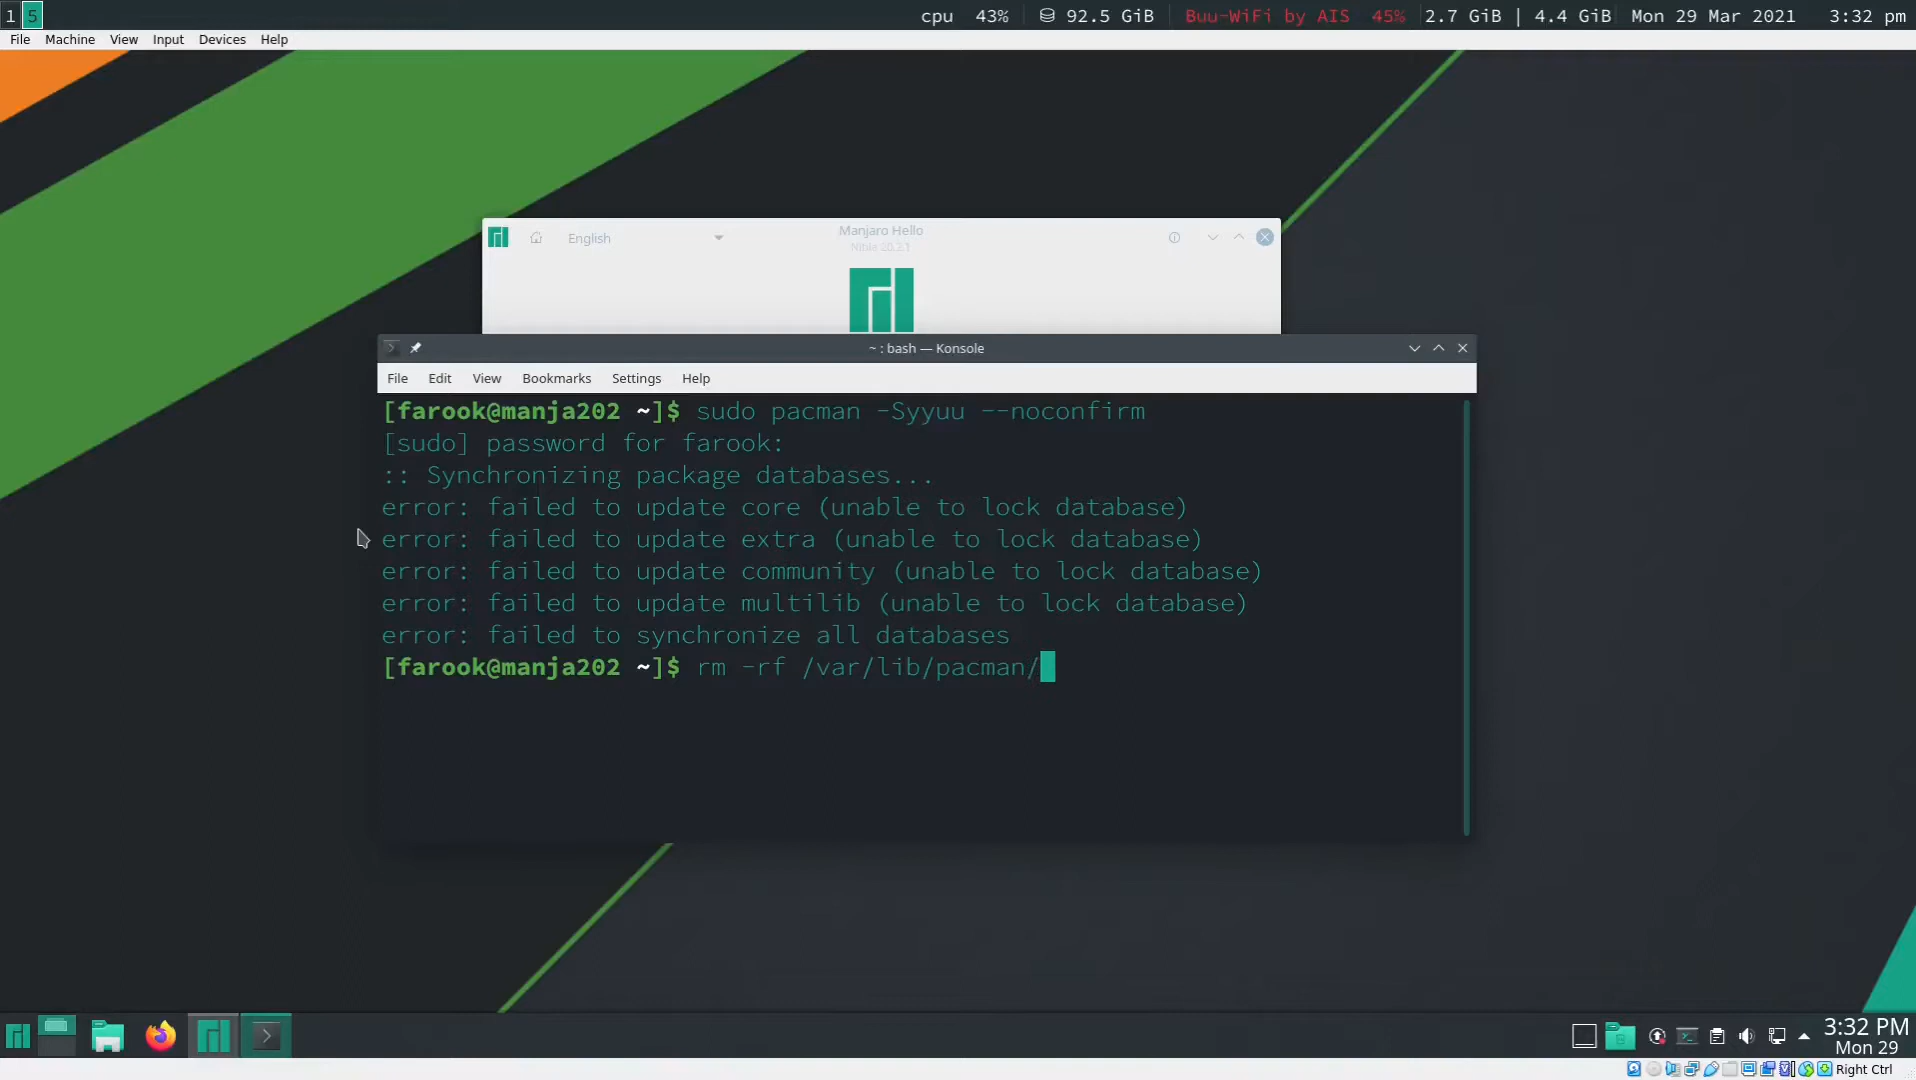 1 5 cpu 43% 92.5 GiB Buu-WiFi by AIS 45% 2.7 GiB | 4.4 GiB Mon 29 Mar 2021 3:32 pm
File Machine View Input Devices Help
English
Manjaro Hello
Nibia 20.2.1
~ : bash — Konsole
File Edit View Bookmarks Settings Help
[farook@manja202 ~]$ sudo pacman -Syyuu --noconfirm
[sudo] password for farook:
:: Synchronizing package databases...
error: failed to update core (unable to lock database)
error: failed to update extra (unable to lock database)
error: failed to update community (unable to lock database)
error: failed to update multilib (unable to lock database)
error: failed to synchronize all databases
[farook@manja202 ~]$ rm -rf /var/lib/pacman/
3:32 PM
Mon 29
Right Ctrl